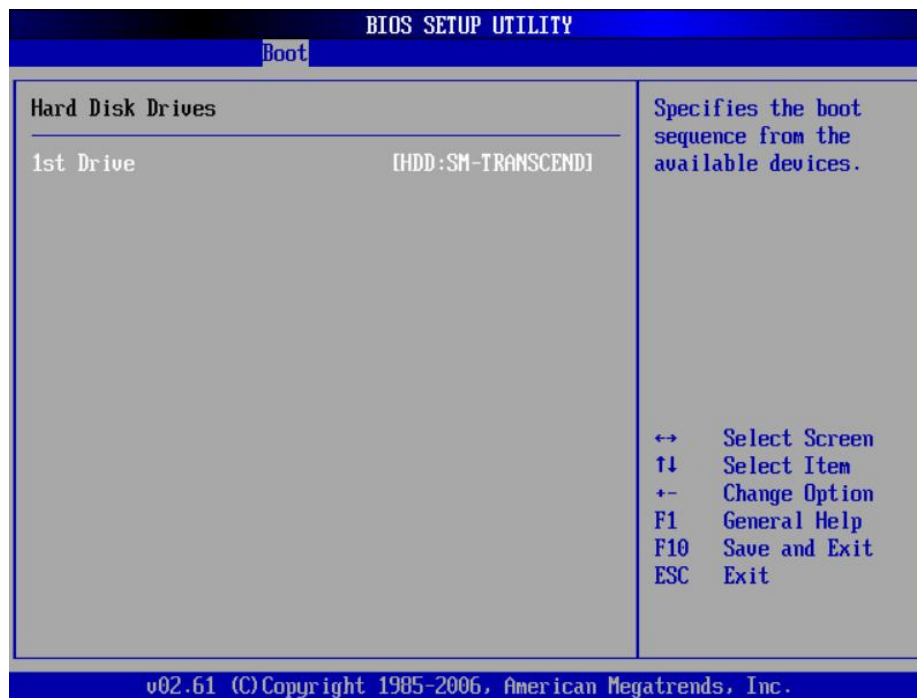 BIOS SETUP UTILITY
Boot
Hard Disk Drives
1st Drive [HDD:SM-TRANSCEND]
Specifies the boot
sequence from the
available devices.
←→ Select Screen
↑↓ Select Item
+- Change Option
F1 General Help
F10 Save and Exit
ESC Exit
v02.61 (C)Copyright 1985-2006, American Megatrends, Inc.